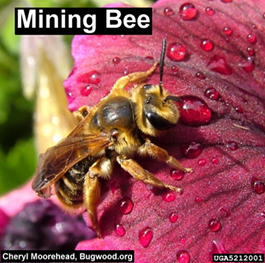 Mining Bee
Cheryl Moorehead, Bugwood.org
UGA5212001